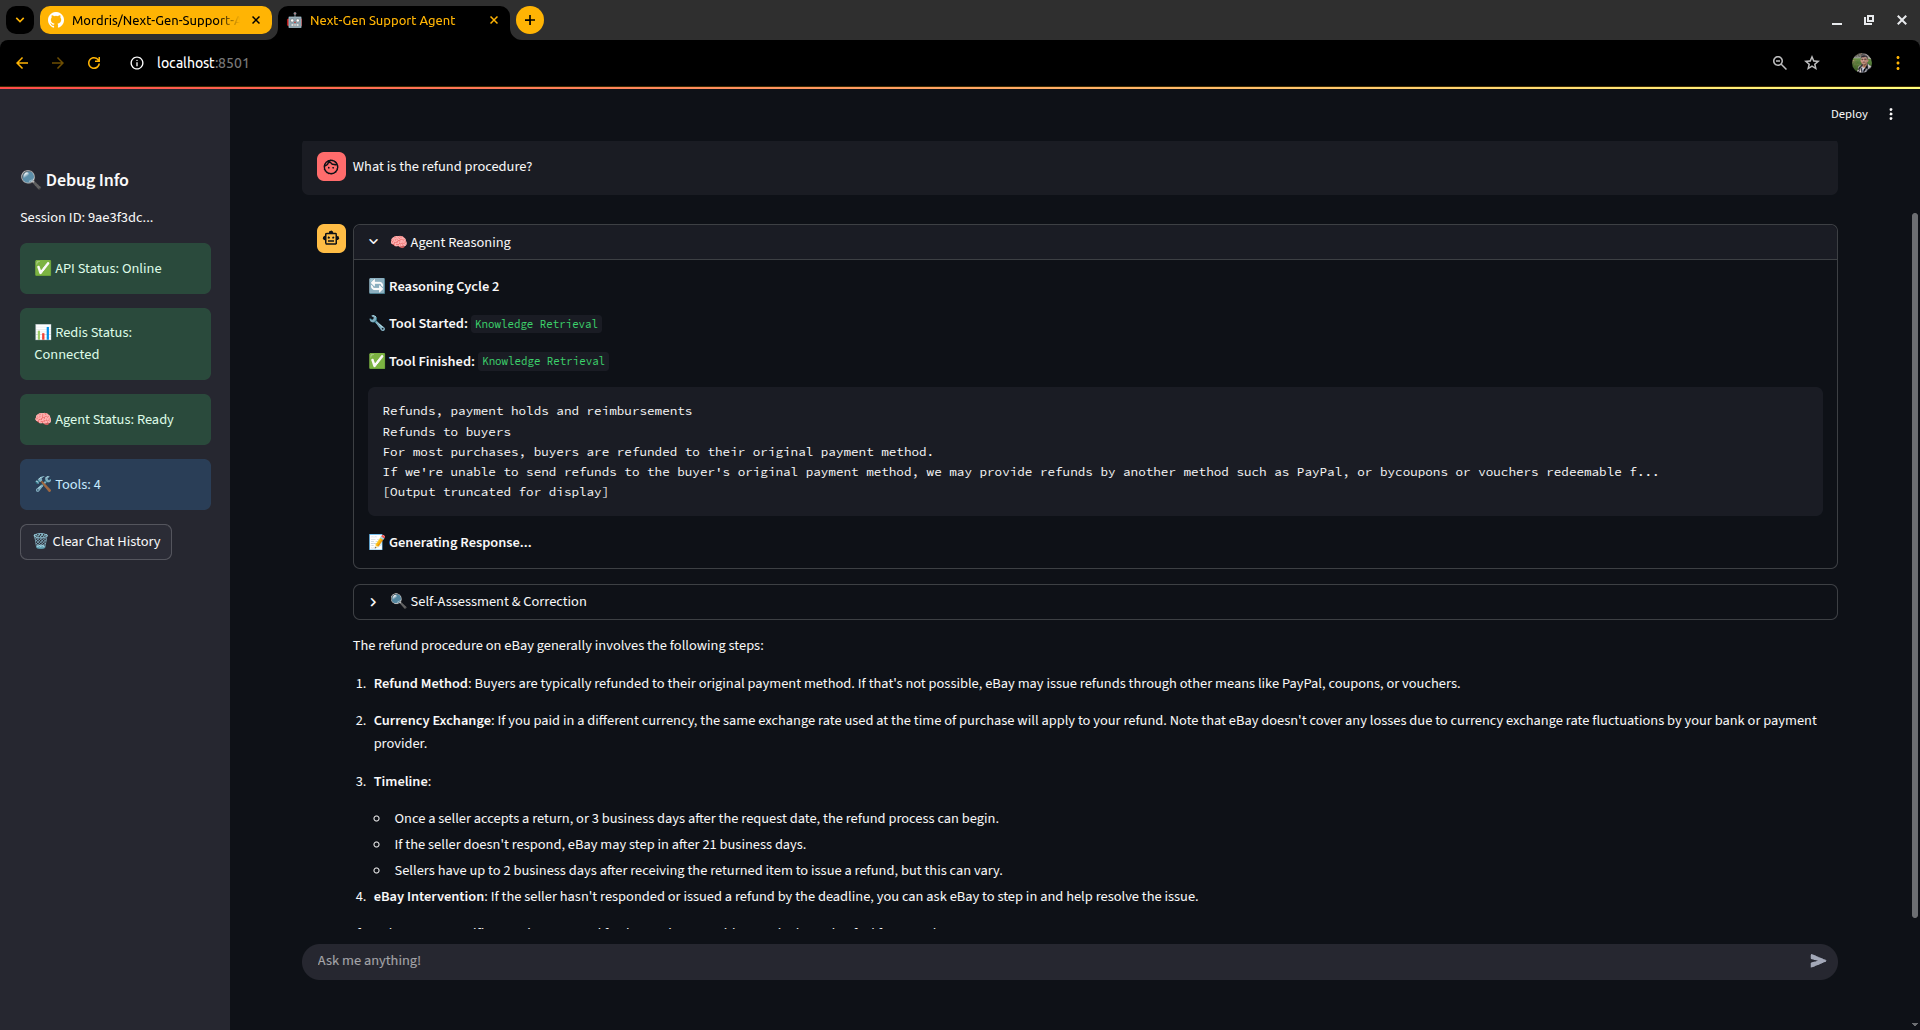 Mordris/Next-Gen-Support-
Next-Gen Support Agent
localhost:8501
Deploy
🔍 Debug Info
Session ID: 9ae3f3dc...
✅ API Status: Online
📊 Redis Status:
Connected
🧠 Agent Status: Ready
🛠️ Tools: 4
🗑️ Clear Chat History
What is the refund procedure?
🧠 Agent Reasoning
🔄 Reasoning Cycle 2
🔧 Tool Started: Knowledge Retrieval
✅ Tool Finished: Knowledge Retrieval
Refunds, payment holds and reimbursements
Refunds to buyers
For most purchases, buyers are refunded to their original payment method.
If we're unable to send refunds to the buyer's original payment method, we may provide refunds by another method such as PayPal, or bycoupons or vouchers redeemable f...
[Output truncated for display]
📝 Generating Response...
🔍 Self-Assessment & Correction
The refund procedure on eBay generally involves the following steps:
1. Refund Method: Buyers are typically refunded to their original payment method. If that's not possible, eBay may issue refunds through other means like PayPal, coupons, or vouchers.
2. Currency Exchange: If you paid in a different currency, the same exchange rate used at the time of purchase will apply to your refund. Note that eBay doesn't cover any losses due to currency exchange rate fluctuations by your bank or payment
provider.
3. Timeline:
Once a seller accepts a return, or 3 business days after the request date, the refund process can begin.
If the seller doesn't respond, eBay may step in after 21 business days.
Sellers have up to 2 business days after receiving the returned item to issue a refund, but this can vary.
4. eBay Intervention: If the seller hasn't responded or issued a refund by the deadline, you can ask eBay to step in and help resolve the issue.
Ask me anything!